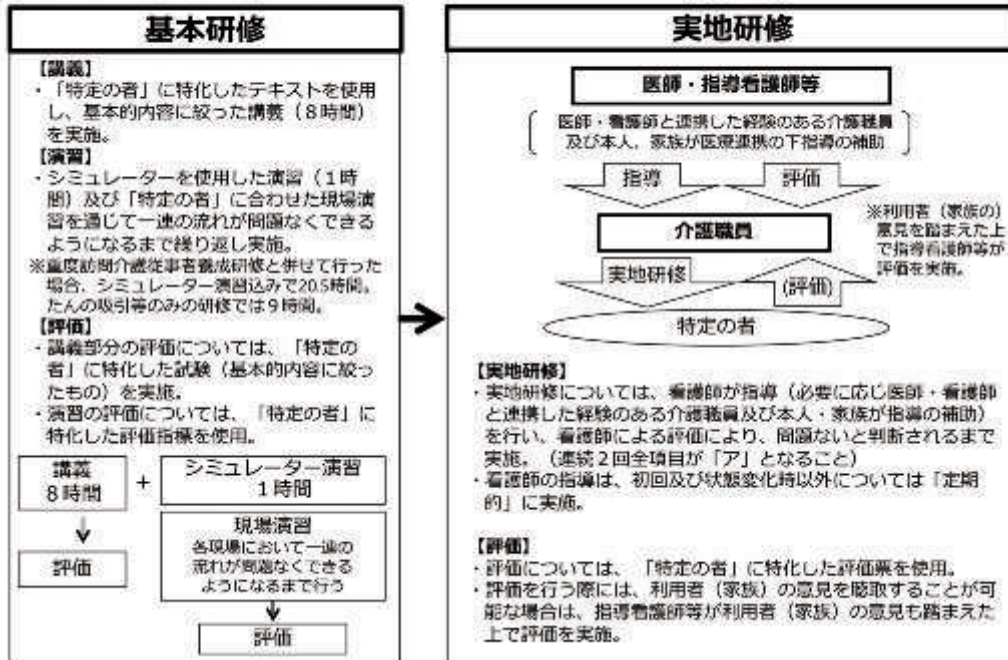 基本研修
【講義】
・「特定の者」に特化したテキストを使用
し、基本的内容に絞った講義（8時間）
を実施。
【演習】
・シミュレーターを使用した演習（1時
間）及び「特定の者」に合わせた現場演
習を通じて一連の流れが問題なくできる
ようになるまで繰り返し実施。
※重度訪問介護従事者養成研修と併せて行った
場合、シミュレーター演習込みで20.5時間。
たんの吸引等のみの研修では9時間。
【評価】
・講義部分の評価については、「特定の
者」に特化した試験（基本的内容に絞っ
たもの）を実施。
・演習の評価については、「特定の者」に
特化した評価指標を使用。
講義
8時間
+
シミュレーター演習
1時間
評価
現場演習
各現場において一連の
流れが問題なくできる
ようになるまで行う
評価
実地研修
医師・指導看護師等
医師・看護師と連携した経験のある介護職員
及び本人、家族が医療連携の下指導の補助
指導
評価
介護職員
※利用者（家族の）
意見を踏まえた上
で指導看護師等が
評価を実施。
実地研修
(評価)
特定の者
【実地研修】
・実地研修については、看護師が指導（必要に応じ医師・看護師
と連携した経験のある介護職員及び本人・家族が指導の補助）
を行い、看護師による評価により、問題ないと判断されるまで
実施。（連続2回全項目が「ア」となること）
・看護師の指導は、初回及び状態変化時以外については「定期
的」に実施。
【評価】
・評価については、「特定の者」に特化した評価票を使用。
・評価を行う際には、利用者（家族）の意見を聴取することが可
能な場合は、指導看護師等が利用者（家族）の意見も踏まえた
上で評価を実施。